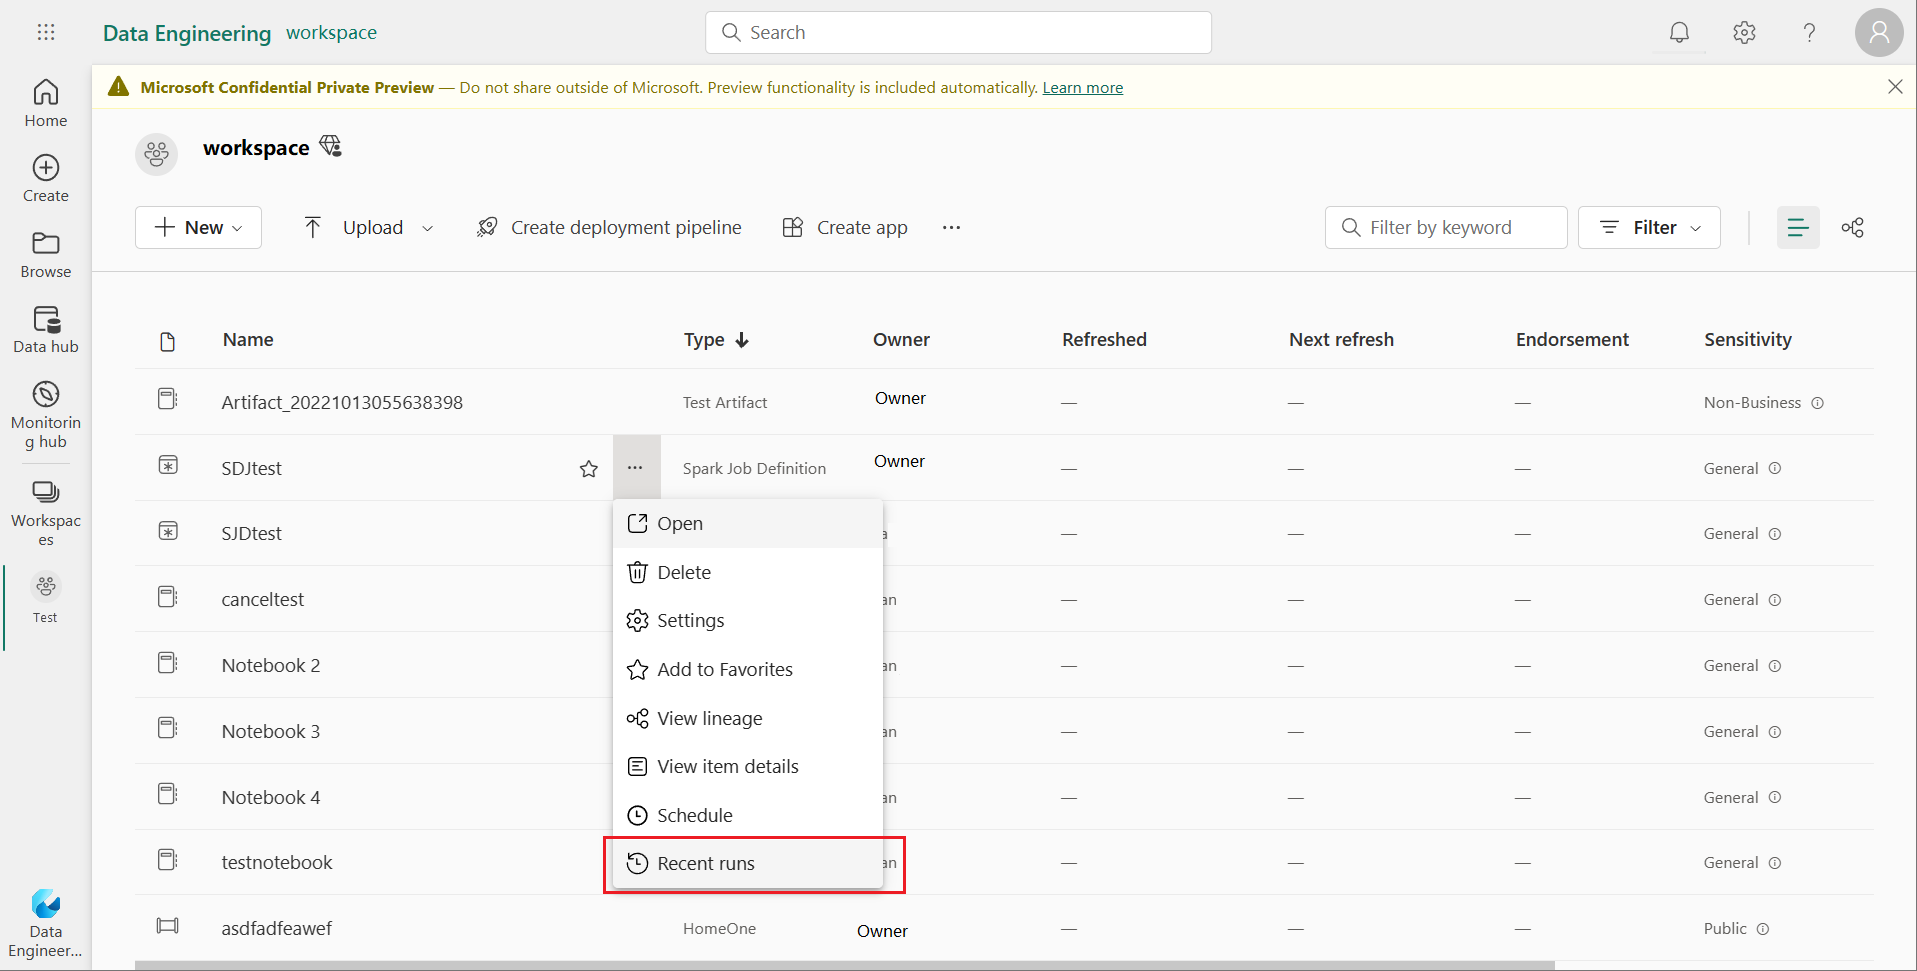 Data Engineering workspace
Search
Microsoft Confidential Private Preview — Do not share outside of Microsoft. Preview functionality is included automatically. Learn more
Home
Create
Browse
Data hub
Monitorin
g hub
Workspac
es
Test
Data
Engineer...
workspace
New
Upload
Create deployment pipeline
Create app
Filter by keyword
Filter
Name Type Owner Refreshed Next refresh Endorsement Sensitivity
Artifact_20221013055638398 Test Artifact Owner — — — Non-Business
SDJtest Spark Job Definition Owner — — — General
SJDtest a — — — General
canceltest an — — — General
Notebook 2 an — — — General
Notebook 3 an — — — General
Notebook 4 an — — — General
testnotebook an — — — General
asdfadfeawef HomeOne Owner — — — Public
Open
Delete
Settings
Add to Favorites
View lineage
View item details
Schedule
Recent runs